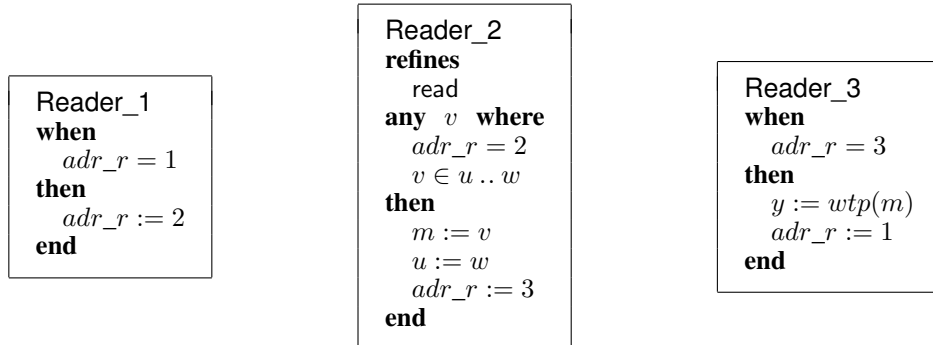 Reader_1
when
adr_r = 1
then
adr_r := 2
end
Reader_2
refines
read
any v where
adr_r = 2
v ∈ u .. w
then
m := v
u := w
adr_r := 3
end
Reader_3
when
adr_r = 3
then
y := wtp(m)
adr_r := 1
end